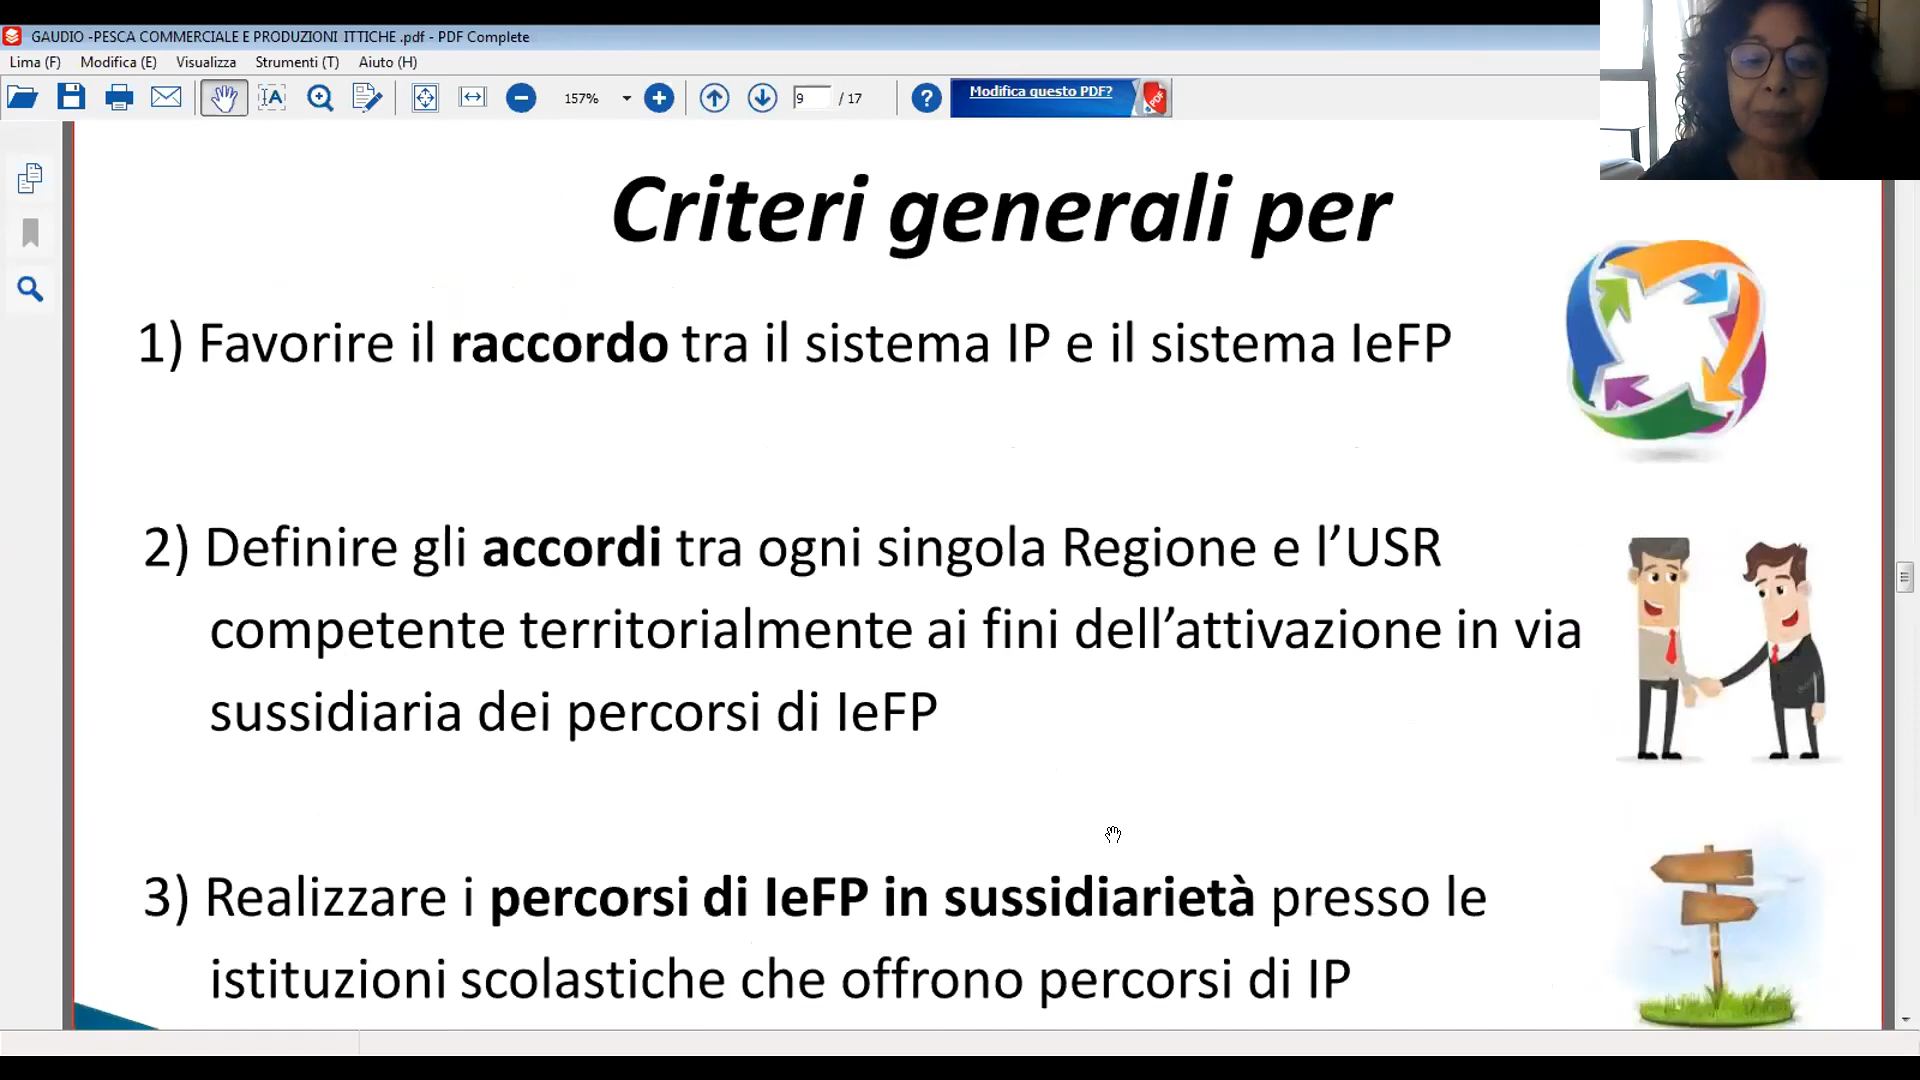 GAUDIO -PESCA COMMERCIALE E PRODUZIONI ITTICHE .pdf - PDF Complete
Lima (F) Modifica (E) Visualizza Strumenti (T) Aiuto (H)
157% 9 / 17 ? Modifica questo PDF? PDF
Criteri generali per
1) Favorire il raccordo tra il sistema IP e il sistema IeFP
2) Definire gli accordi tra ogni singola Regione e l’USR
competente territorialmente ai fini dell’attivazione in via
sussidiaria dei percorsi di IeFP
3) Realizzare i percorsi di IeFP in sussidiarietà presso le
istituzioni scolastiche che offrono percorsi di IP